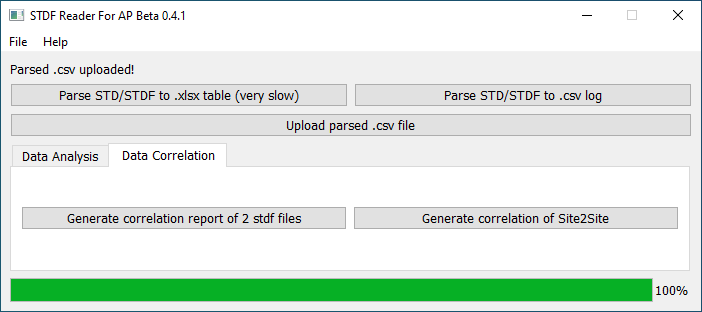 STDF Reader For AP Beta 0.4.1
File Help
Parsed .csv uploaded!
Parse STD/STDF to .xlsx table (very slow) Parse STD/STDF to .csv log
Upload parsed .csv file
Data Analysis Data Correlation
Generate correlation report of 2 stdf files Generate correlation of Site2Site
100%